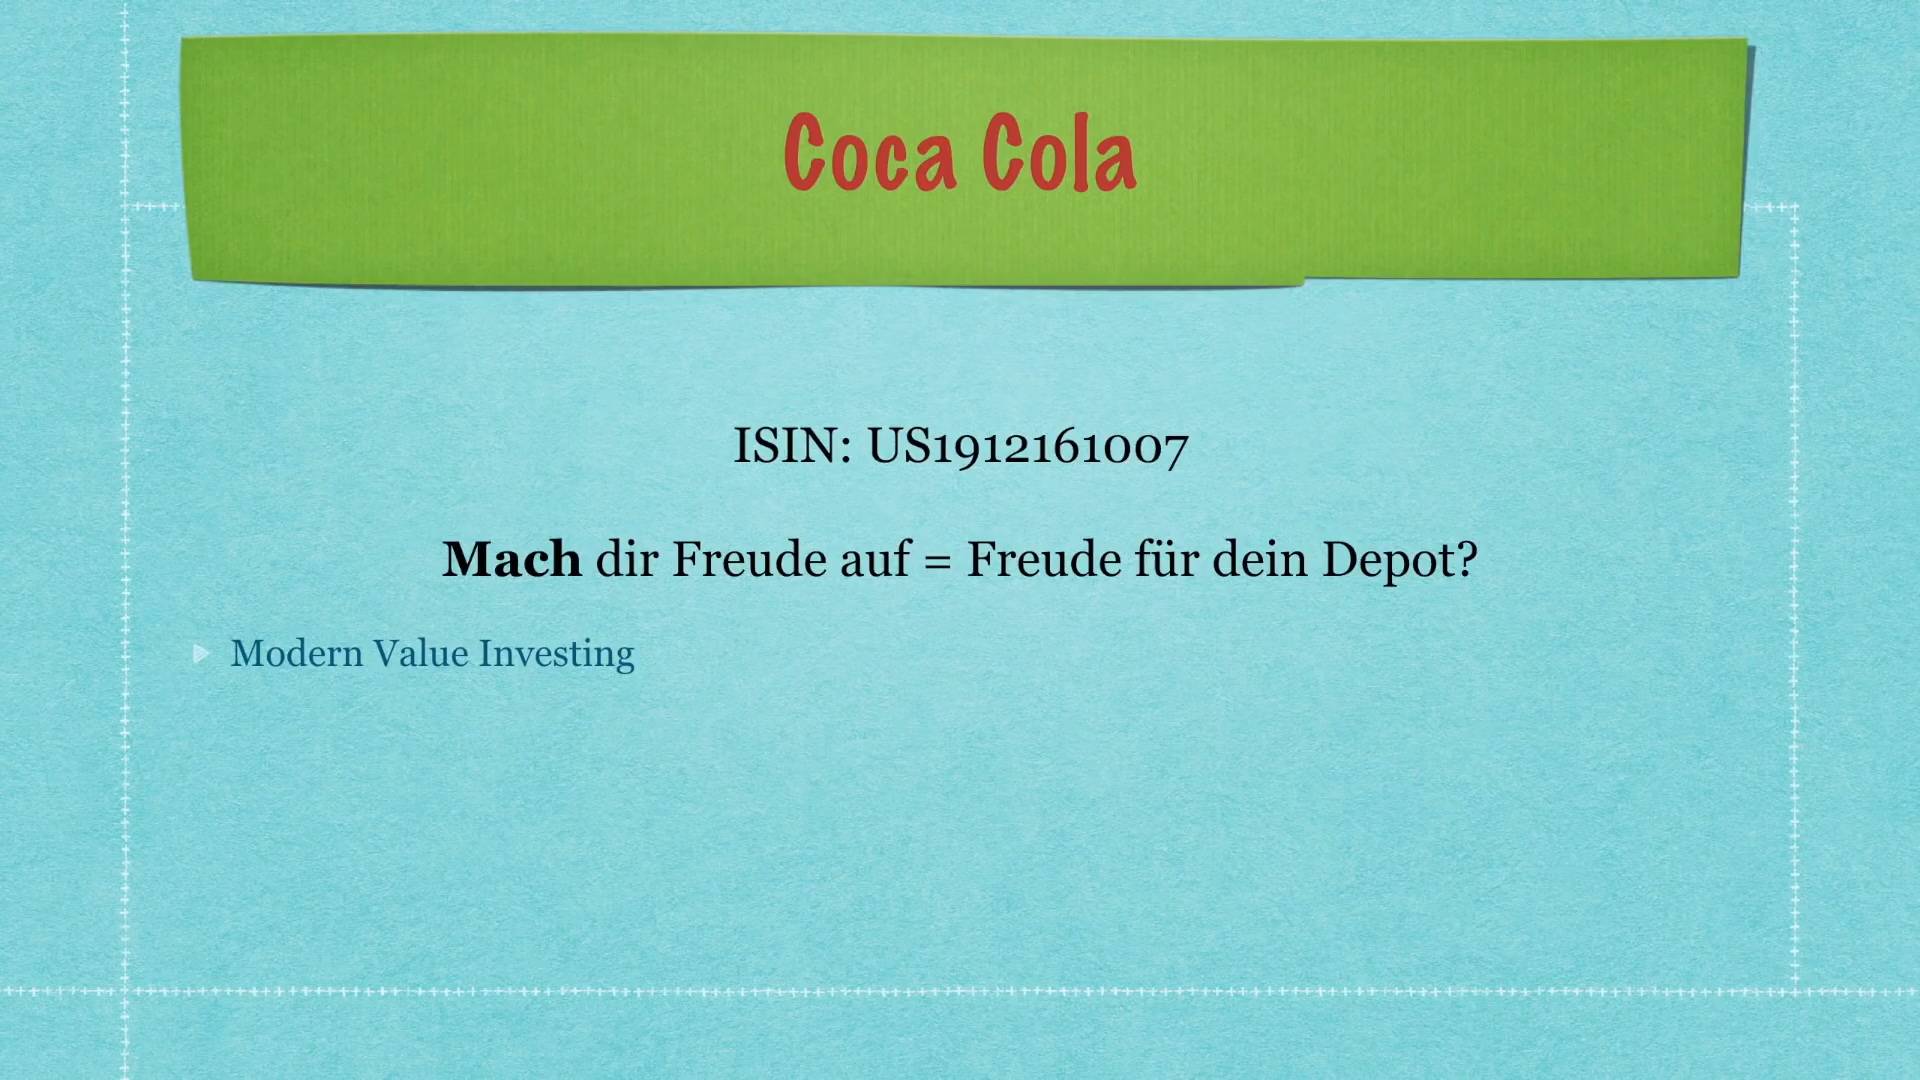 Coca Cola
ISIN: US1912161007
Mach dir Freude auf = Freude für dein Depot?
Modern Value Investing